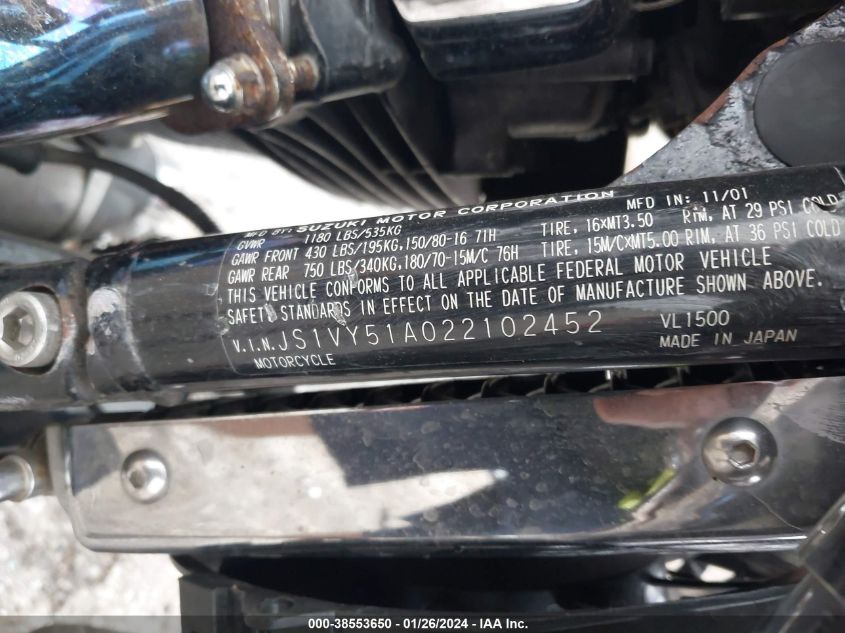 MFD BY: SUZUKI MOTOR CORPORATION MFD IN: 11/01
GVWR 1180 LBS/535KG
GAWR FRONT 430 LBS/195KG,150/80-16 71H TIRE, 16xMT3.50 RIM, AT 29 PSI COLD
GAWR REAR 750 LBS/340KG,180/70-15M/C 76H TIRE, 15M/CxMT5.00 RIM, AT 36 PSI COLD
THIS VEHICLE CONFORMS TO ALL APPLICABLE FEDERAL MOTOR VEHICLE
SAFETY STANDARDS IN EFFECT ON THE DATE OF MANUFACTURE SHOWN ABOVE.
V.I.N. JS1VY51A022102452 VL1500
MOTORCYCLE MADE IN JAPAN
000-38553650 / 01/26/2024 - IAA Inc.